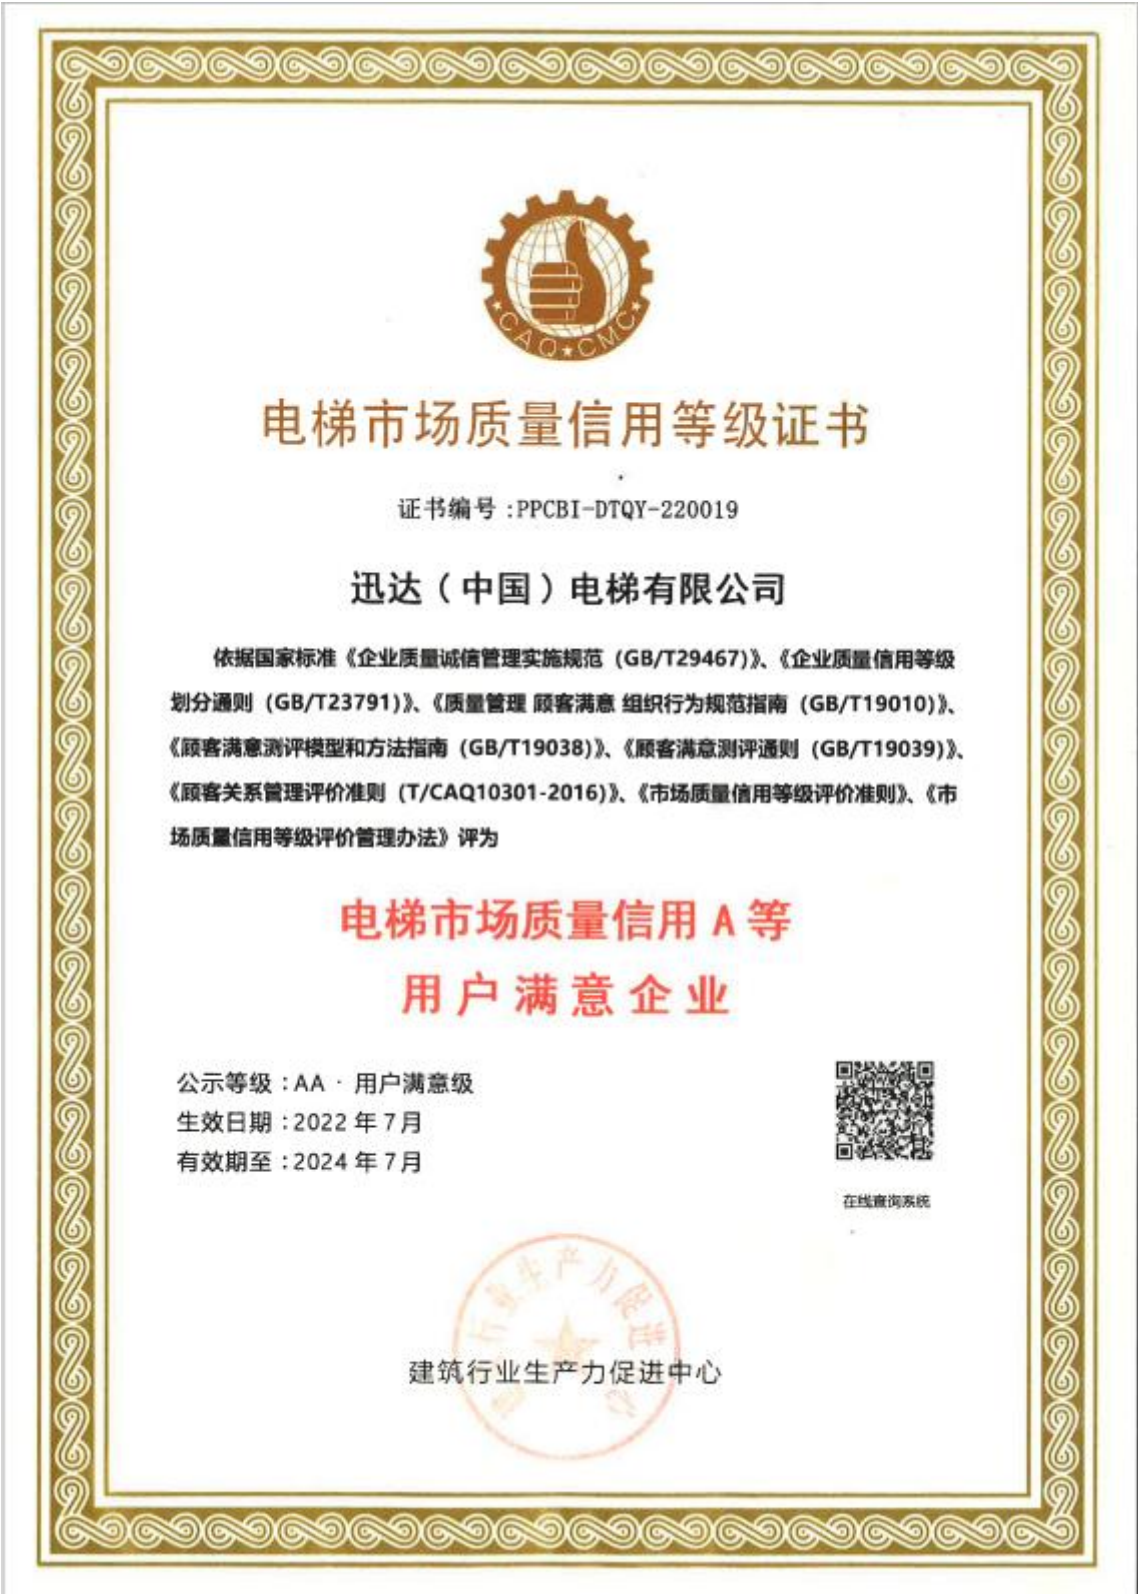 CAQ★CMC
电梯市场质量信用等级证书
证书编号:PPCBI-DTQY-220019
迅达（中国）电梯有限公司
依据国家标准《企业质量诚信管理实施规范（GB/T29467)》、《企业质量信用等级
划分通则（GB/T23791)》、《质量管理 顾客满意 组织行为规范指南（GB/T19010)》、
《顾客满意测评模型和方法指南（GB/T19038)》、《顾客满意测评通则（GB/T19039)》、
《顾客关系管理评价准则（T/CAQ10301-2016)》、《市场质量信用等级评价准则》、《市
场质量信用等级评价管理办法》评为
电梯市场质量信用 A 等
用户满意企业
公示等级:AA · 用户满意级
生效日期:2022 年 7 月
有效期至:2024 年 7 月
在线查询系统
行业生产力促进
建筑行业生产力促进中心